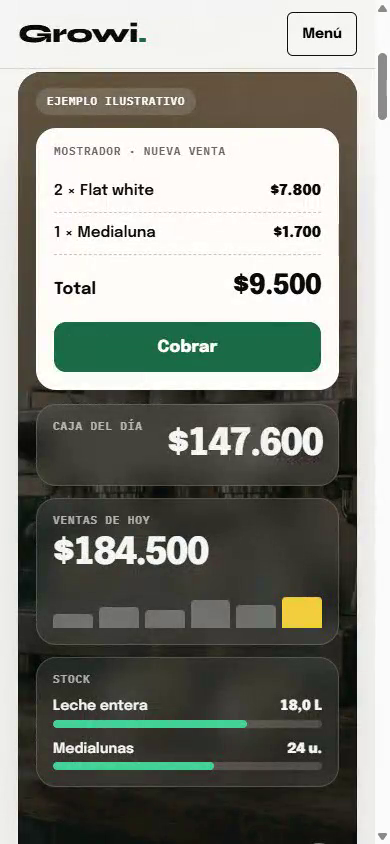 Growi.
Menú
EJEMPLO ILUSTRATIVO
MOSTRADOR · NUEVA VENTA
2 × Flat white $7.800
1 × Medialuna $1.700
Total $9.500
Cobrar
CAJA DEL DÍA $147.600
VENTAS DE HOY
$184.500
STOCK
Leche entera 18,0 L
Medialunas 24 u.